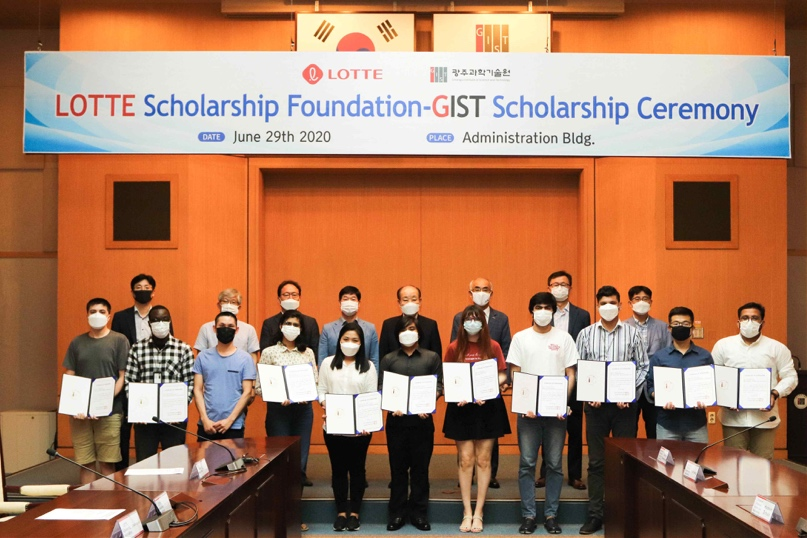 GIST
LOTTE 광주과학기술원
LOTTE Scholarship Foundation-GIST Scholarship Ceremony
DATE June 29th 2020 PLACE Administration Bldg.